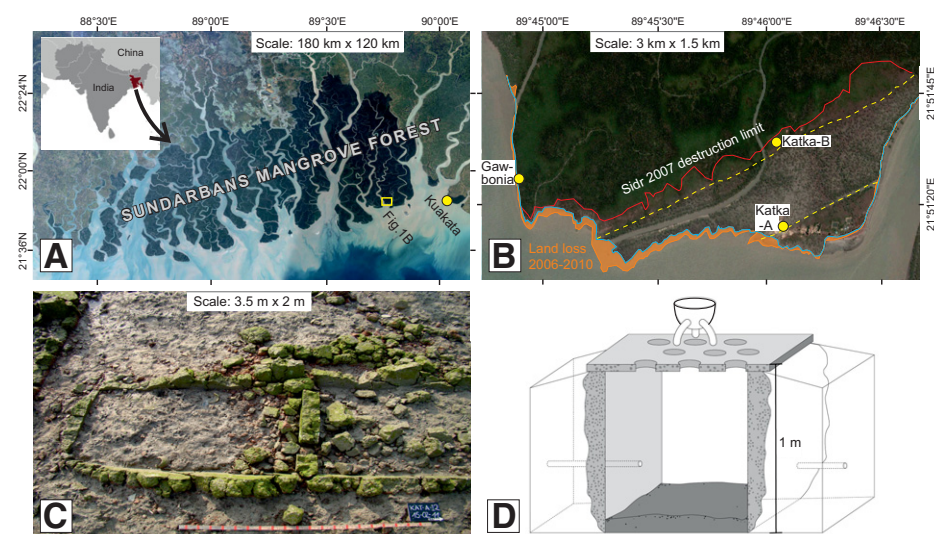 88°30'E 89°00'E 89°30'E 90°00'E
22°24'N
22°00'N
21°36'N
Scale: 180 km x 120 km
China
India
SUNDARBANS MANGROVE FOREST
Fig.1B
Kuakata
A
89°45'00"E 89°45'30"E 89°46'00"E 89°46'30"E
21°51'45"E
21°51'20"E
Scale: 3 km x 1.5 km
Sidr 2007 destruction limit
Katka-B
Gaw-
bonia
Katka
-A
Land loss
2006-2010
B
Scale: 3.5 m x 2 m
KAT-A S2
C
1 m
D